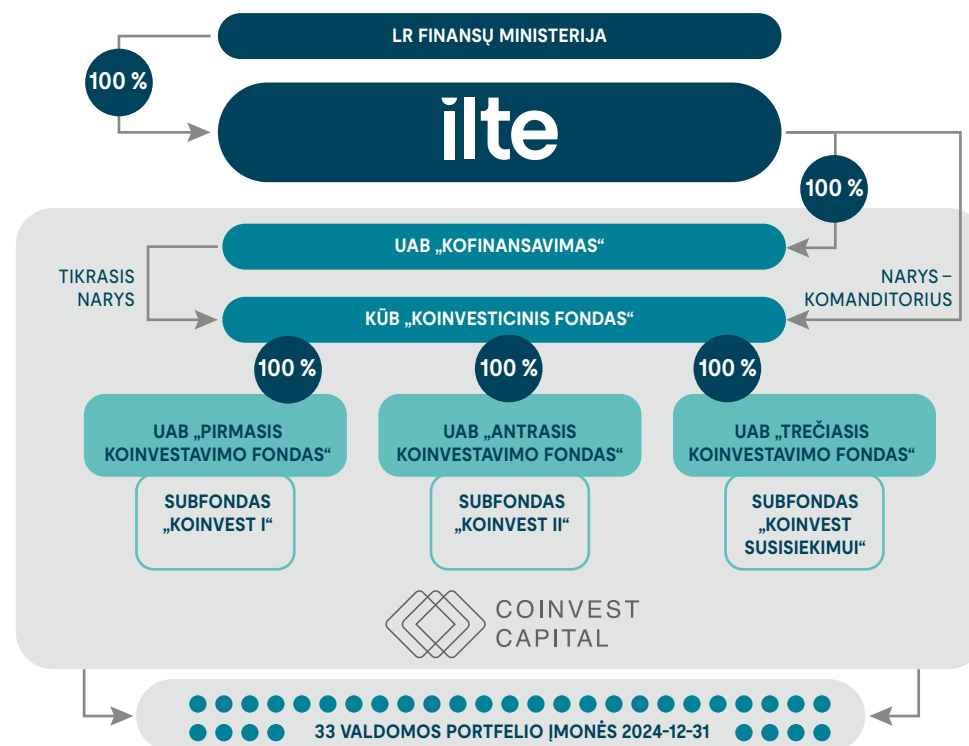 LR FINANSŲ MINISTERIJA
100 %
ilte
100 %
UAB „KOFINANSAVIMAS“
TIKRASIS
NARYS
NARYS –
KOMANDITORIUS
KŪB „KOINVESTICINIS FONDAS“
100 %
100 %
100 %
UAB „PIRMASIS
KOINVESTAVIMO FONDAS“
UAB „ANTRASIS
KOINVESTAVIMO FONDAS“
UAB „TREČIASIS
KOINVESTAVIMO FONDAS“
SUBFONDAS
„KOINVEST I“
SUBFONDAS
„KOINVEST II“
SUBFONDAS
„KOINVEST
SUSISIEKIMUI“
COINVEST
CAPITAL
33 VALDOMOS PORTFELIO ĮMONĖS 2024-12-31